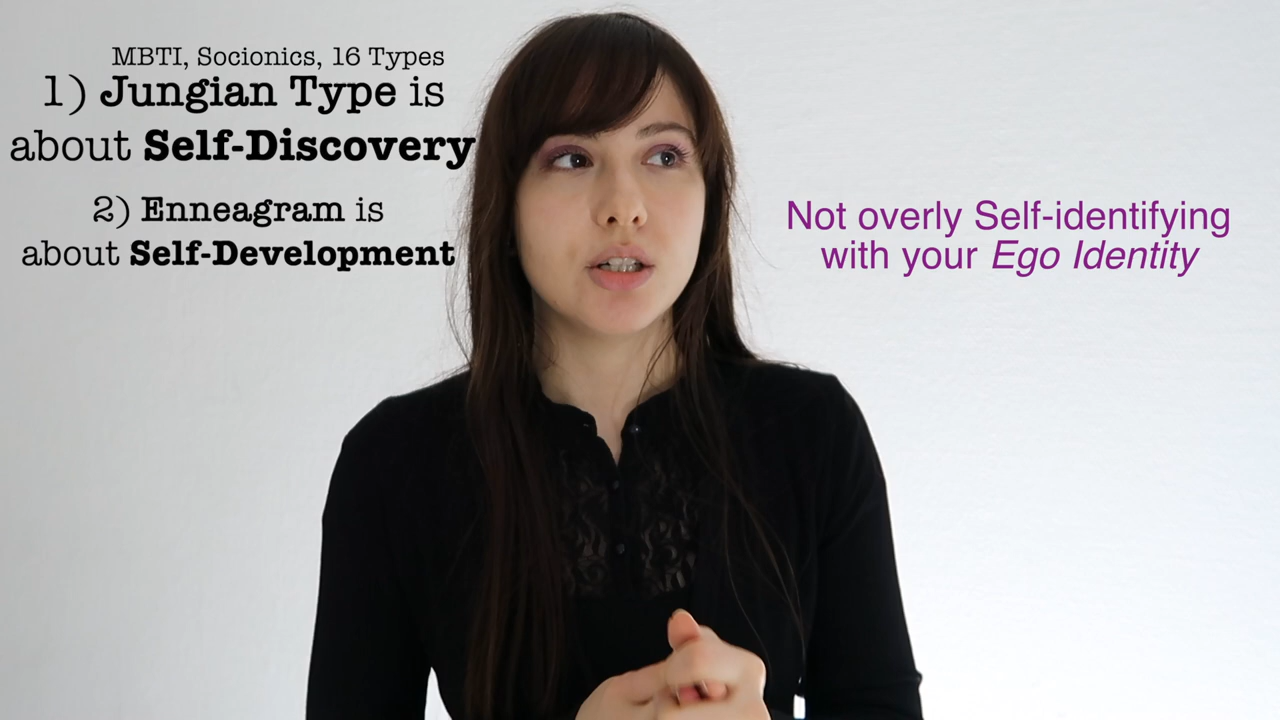 MBTI, Socionics, 16 Types
1) Jungian Type is
about Self-Discovery
2) Enneagram is
about Self-Development
Not overly Self-identifying
with your Ego Identity